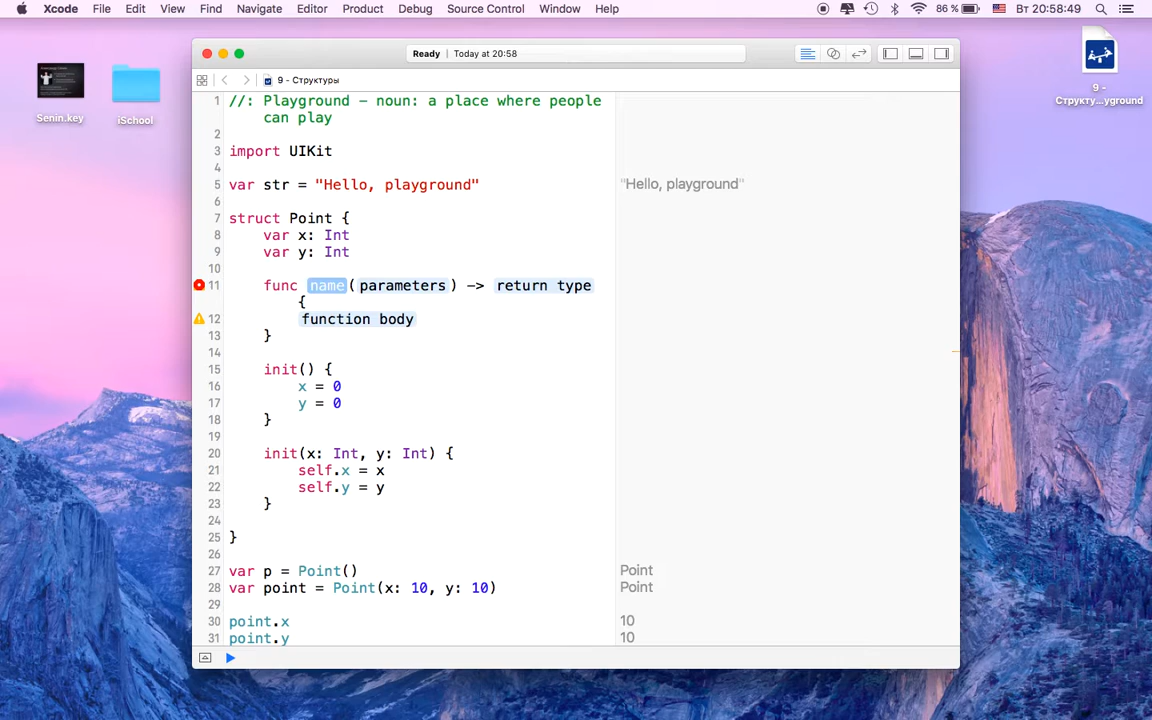 Xcode File Edit View Find Navigate Editor Product Debug Source Control Window Help 86 % Вт 20:58:49
Ready | Today at 20:58
9 - Структуры
Senin.key
iSchool
9 -
Структу...yground
1 //: Playground - noun: a place where people
can play
2
3 import UIKit
4
5 var str = "Hello, playground" "Hello, playground"
6
7 struct Point {
8 var x: Int
9 var y: Int
10
11 func name(parameters) -> return type
{
12 function body
13 }
14
15 init() {
16 x = 0
17 y = 0
18 }
19
20 init(x: Int, y: Int) {
21 self.x = x
22 self.y = y
23 }
24
25 }
26
27 var p = Point() Point
28 var point = Point(x: 10, y: 10) Point
29
30 point.x 10
31 point.y 10